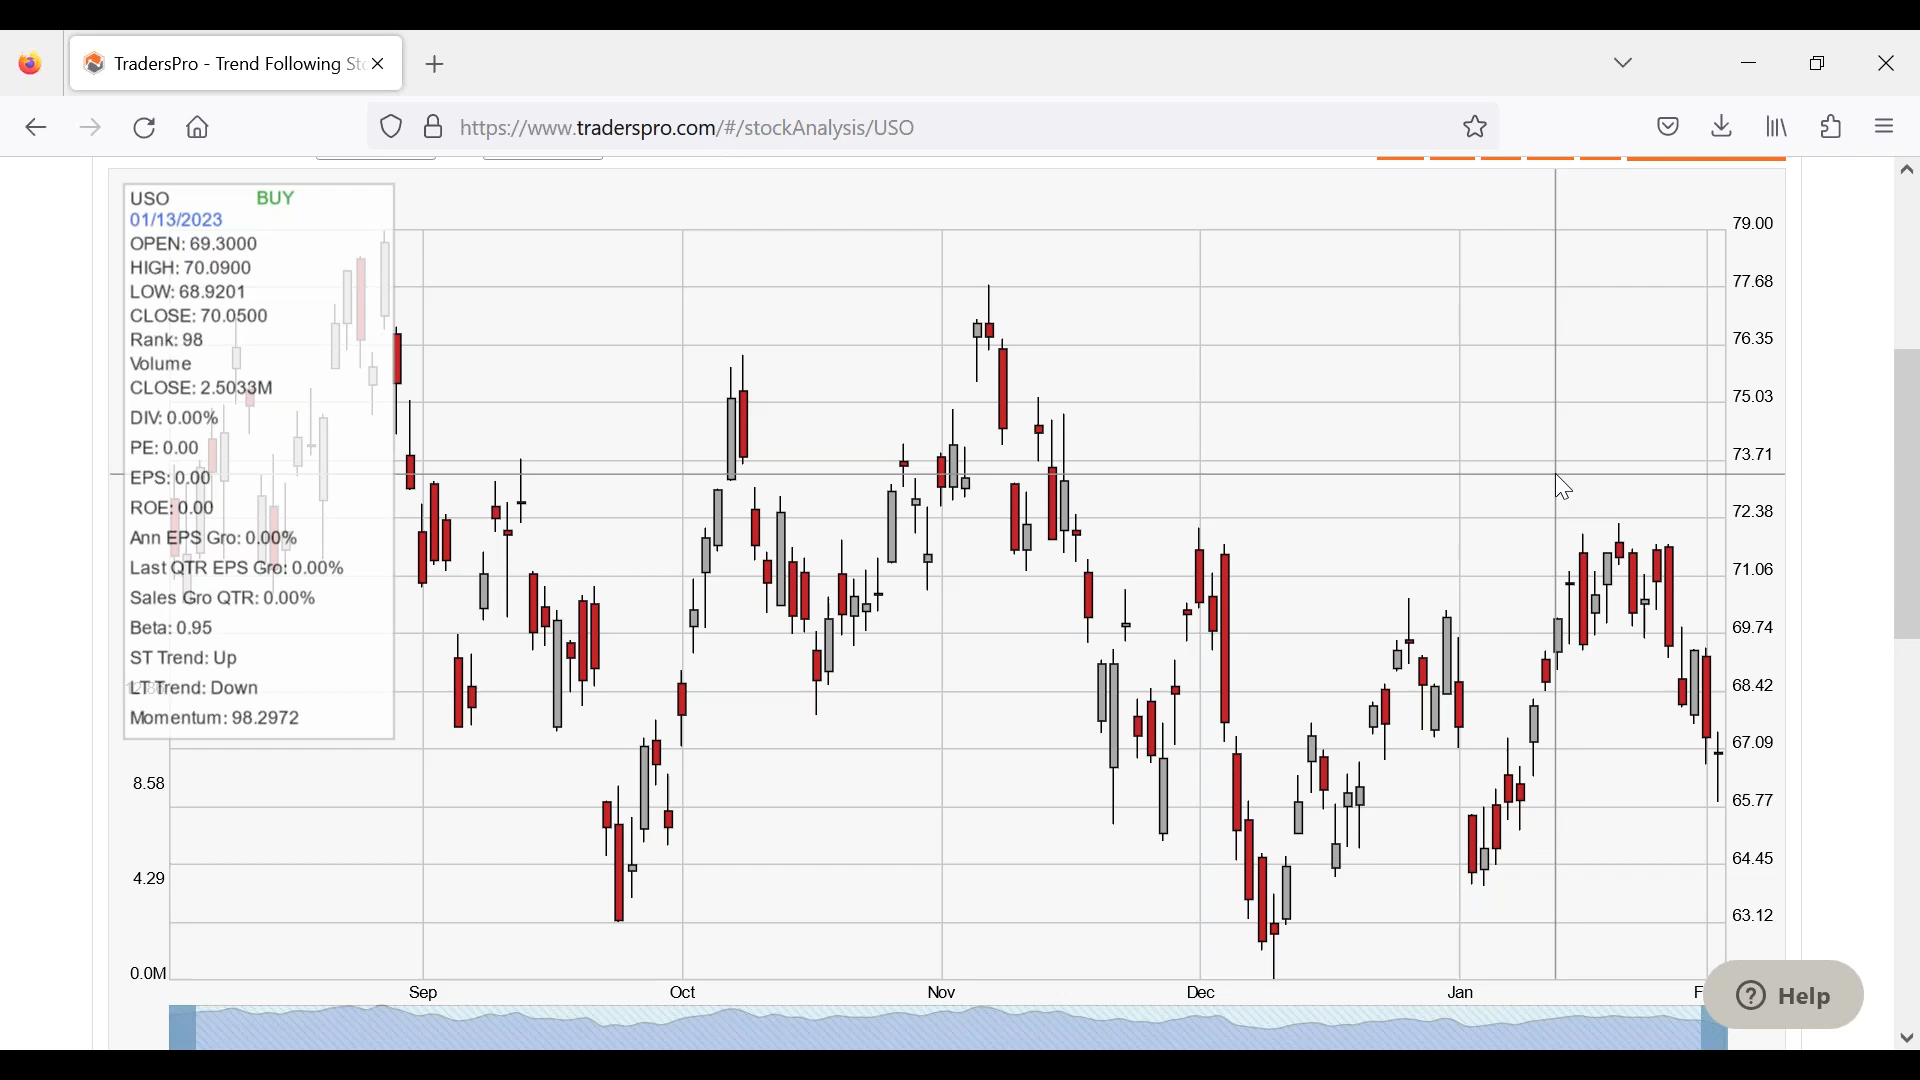 TradersPro - Trend Following Sto
https://www.traderspro.com/#/stockAnalysis/USO
USO BUY
01/13/2023
OPEN: 69.3000
HIGH: 70.0900
LOW: 68.9201
CLOSE: 70.0500
Rank: 98
Volume
CLOSE: 2.5033M
DIV: 0.00%
PE: 0.00
EPS: 0.00
ROE: 0.00
Ann EPS Gro: 0.00%
Last QTR EPS Gro: 0.00%
Sales Gro QTR: 0.00%
Beta: 0.95
ST Trend: Up
LT Trend: Down
Momentum: 98.2972
79.00
77.68
76.35
75.03
73.71
72.38
71.06
69.74
68.42
67.09
65.77
64.45
63.12
8.58
4.29
0.0M
Sep Oct Nov Dec Jan F
Help